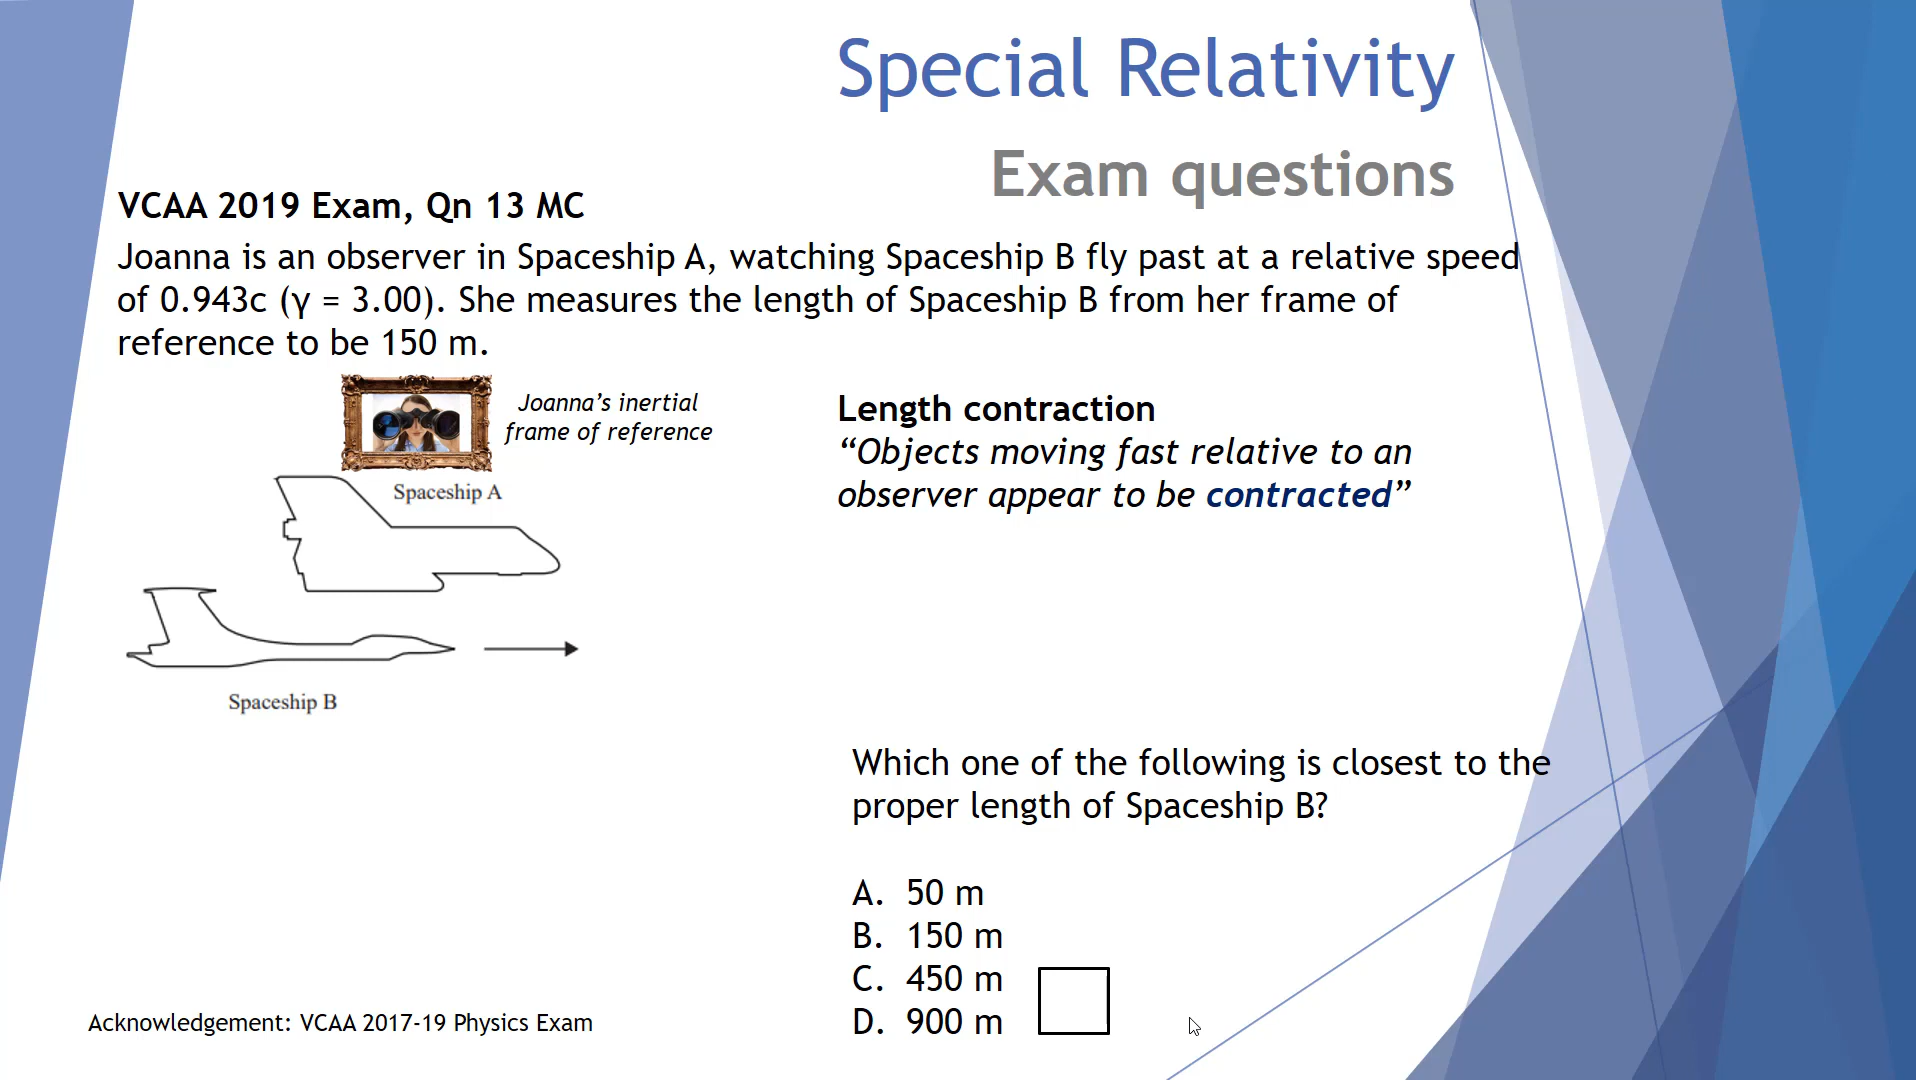 Special Relativity
Exam questions
VCAA 2019 Exam, Qn 13 MC
Joanna is an observer in Spaceship A, watching Spaceship B fly past at a relative speed
of 0.943c (γ = 3.00). She measures the length of Spaceship B from her frame of
reference to be 150 m.
Joanna’s inertial
frame of reference
Spaceship A
Spaceship B
Length contraction
“Objects moving fast relative to an
observer appear to be contracted”
Which one of the following is closest to the
proper length of Spaceship B?
A. 50 m
B. 150 m
C. 450 m
D. 900 m
Acknowledgement: VCAA 2017-19 Physics Exam